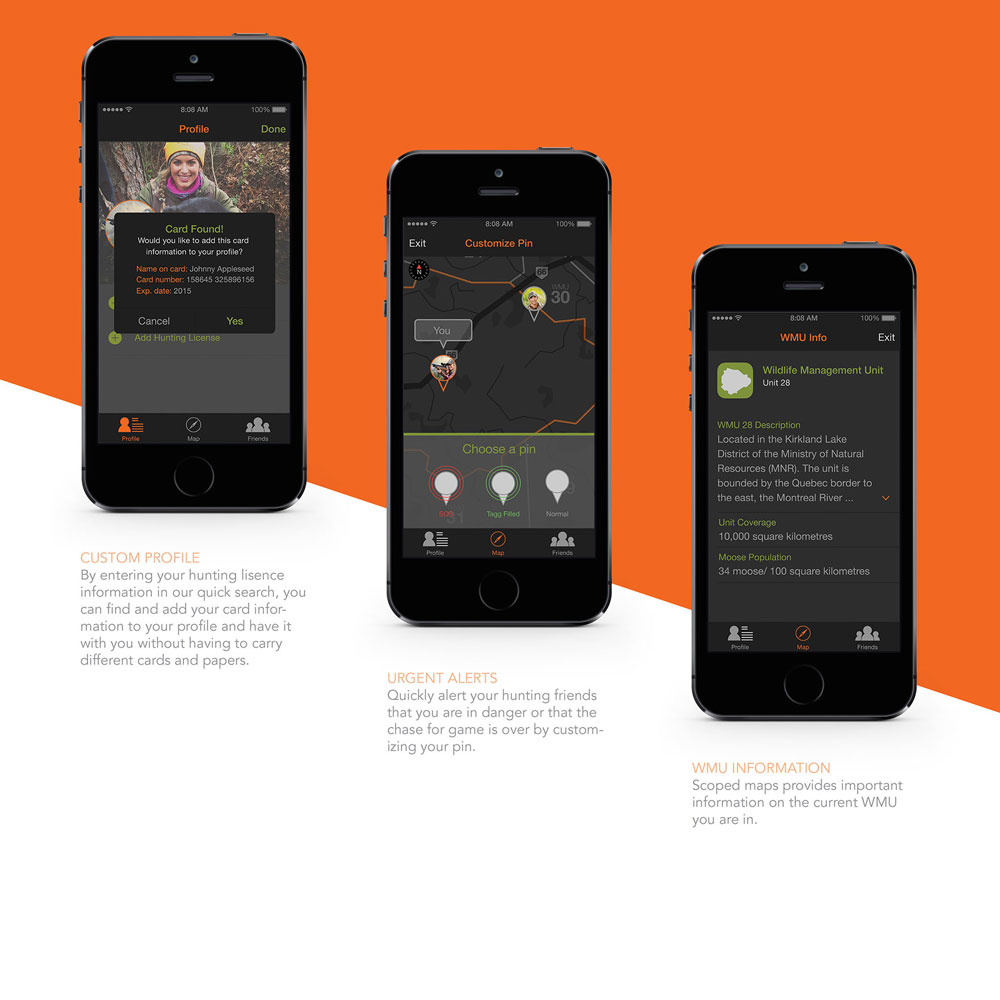 8:08 AM
100%
Profile
Done
Card Found!
Would you like to add this card
information to your profile?
Name on card: Johnny Appleseed
Card number: 158645 325896156
Exp. date: 2015
Cancel
Yes
Add Hunting License
Profile
Map
Friends
CUSTOM PROFILE
By entering your hunting lisence
information in our quick search, you
can find and add your card infor-
mation to your profile and have it
with you without having to carry
different cards and papers.
8:08 AM
100%
Exit
Customize Pin
N
66
WMU
30
You
Choose a pin
SOS
Tagg Filled
Normal
31
Profile
Map
Friends
URGENT ALERTS
Quickly alert your hunting friends
that you are in danger or that the
chase for game is over by custom-
izing your pin.
8:08 AM
100%
WMU Info
Exit
Wildlife Management Unit
Unit 28
WMU 28 Description
Located in the Kirkland Lake
District of the Ministry of Natural
Resources (MNR). The unit is
bounded by the Quebec border to
the east, the Montreal River ...
Unit Coverage
10,000 square kilometres
Moose Population
34 moose/ 100 square kilometres
Profile
Map
Friends
WMU INFORMATION
Scoped maps provides important
information on the current WMU
you are in.